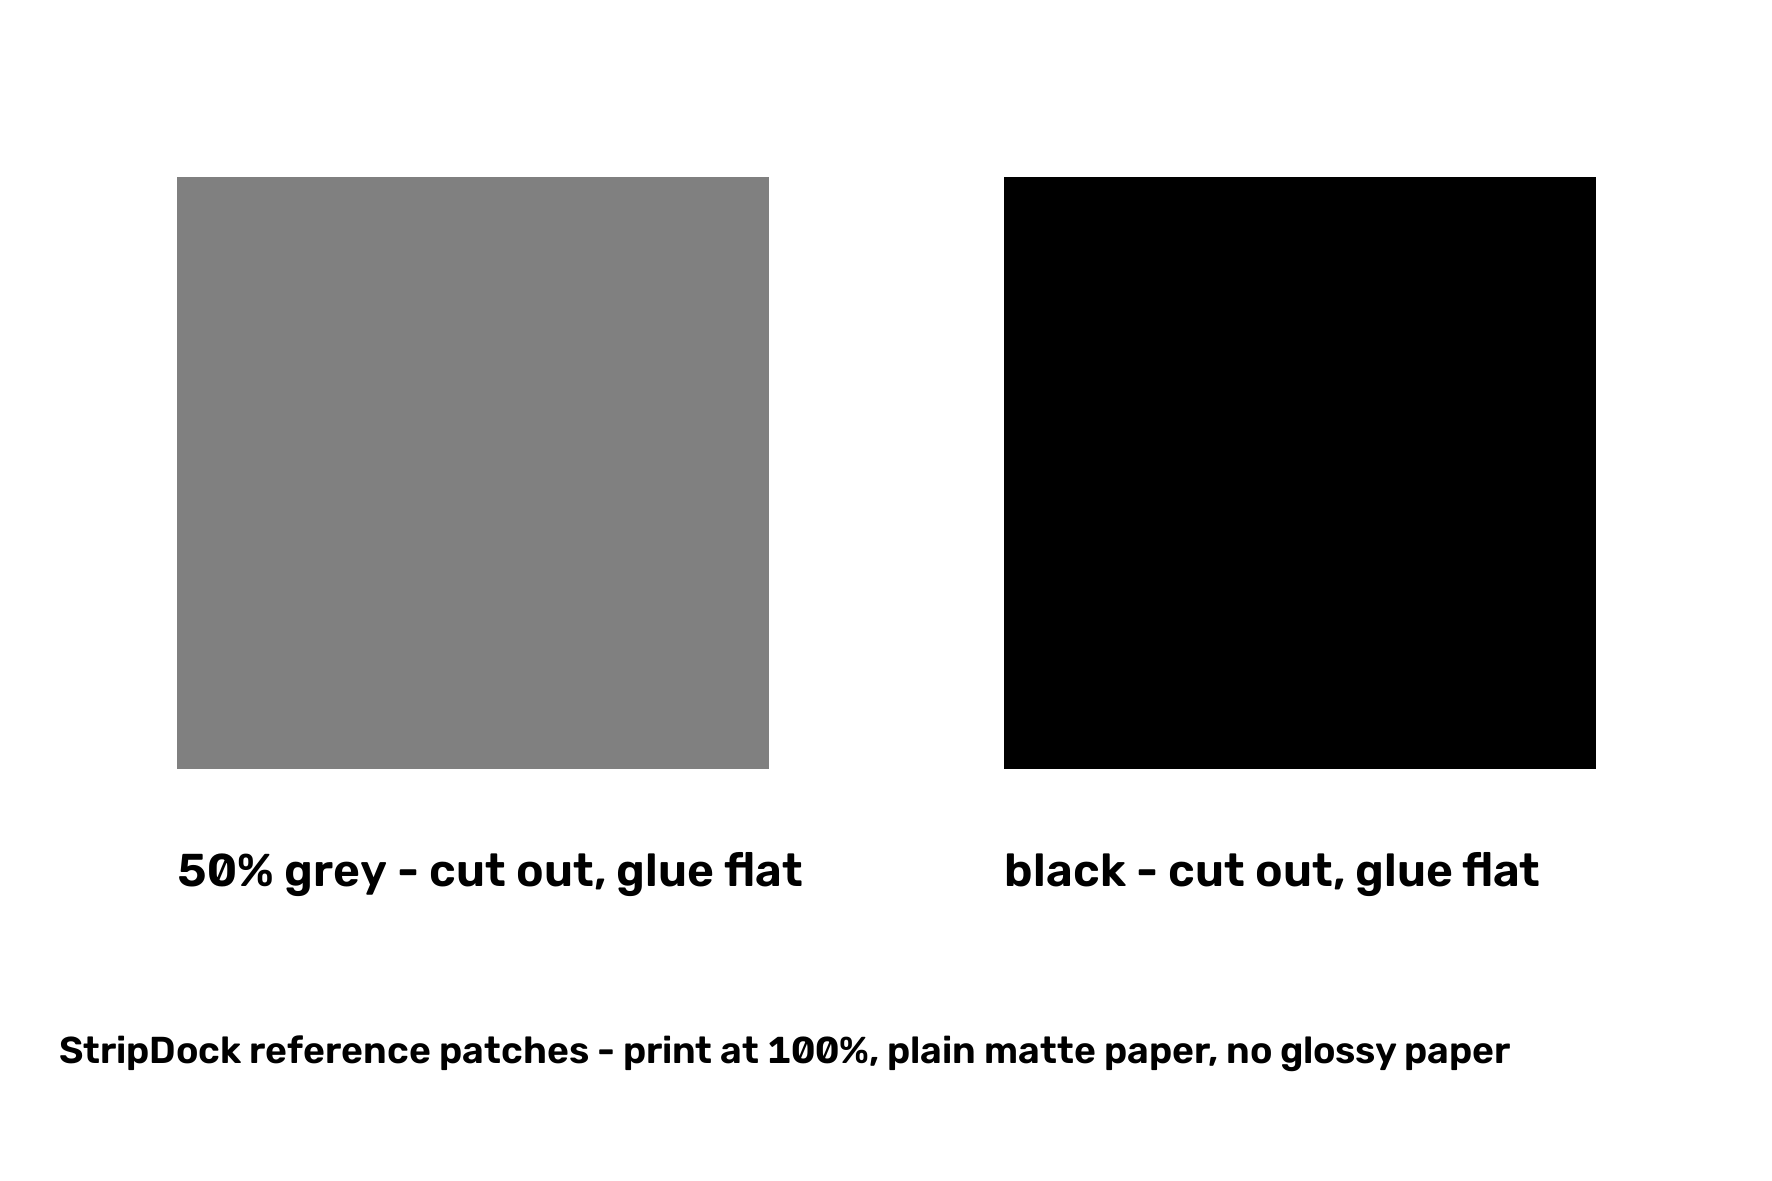 50% grey - cut out, glue flat
black - cut out, glue flat
StripDock reference patches - print at 100%, plain matte paper, no glossy paper